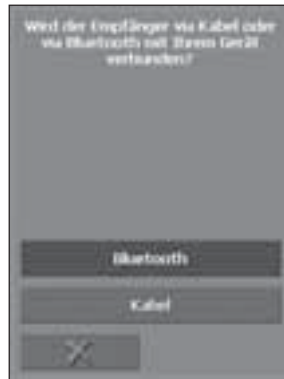 Wird der Empfänger via Kabel oder
via Bluetooth mit Ihrem Gerät
verbunden?
Bluetooth
Kabel